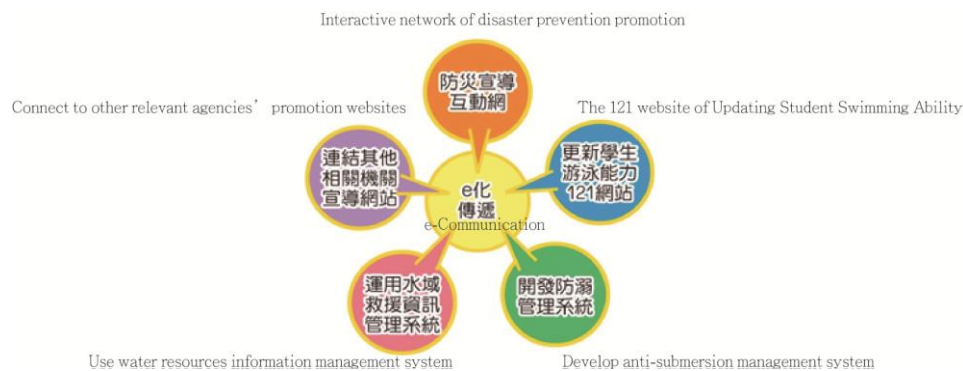 Interactive network of disaster prevention promotion
防災宣導
互動網
Connect to other relevant agencies’ promotion websites
The 121 website of Updating Student Swimming Ability
連結其他
相關機關
宣導網站
更新學生
游泳能力
121網站
e化
傳遞
e-Communication
運用水域
救援資訊
管理系統
開發防溺
管理系統
Use water resources information management system
Develop anti-submersion management system